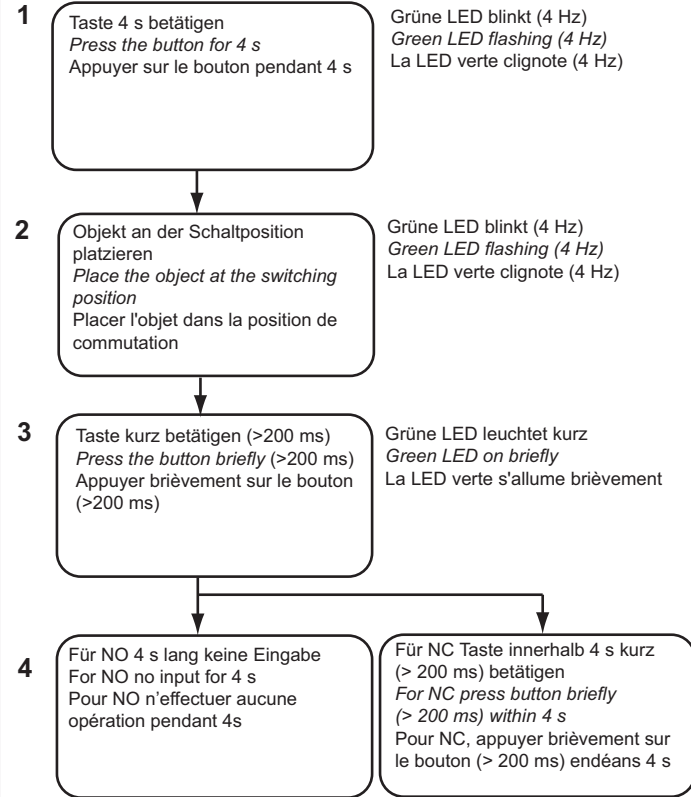 1
Taste 4 s betätigen
Press the button for 4 s
Appuyer sur le bouton pendant 4 s
Grüne LED blinkt (4 Hz)
Green LED flashing (4 Hz)
La LED verte clignote (4 Hz)
2
Objekt an der Schaltposition
platzieren
Place the object at the switching
position
Placer l'objet dans la position de
commutation
Grüne LED blinkt (4 Hz)
Green LED flashing (4 Hz)
La LED verte clignote (4 Hz)
3
Taste kurz betätigen (>200 ms)
Press the button briefly (>200 ms)
Appuyer brièvement sur le bouton
(>200 ms)
Grüne LED leuchtet kurz
Green LED on briefly
La LED verte s'allume brièvement
4
Für NO 4 s lang keine Eingabe
For NO no input for 4 s
Pour NO n'effectuer aucune
opération pendant 4s
Für NC Taste innerhalb 4 s kurz
(> 200 ms) betätigen
For NC press button briefly
(> 200 ms) within 4 s
Pour NC, appuyer brièvement sur
le bouton (> 200 ms) endéans 4 s